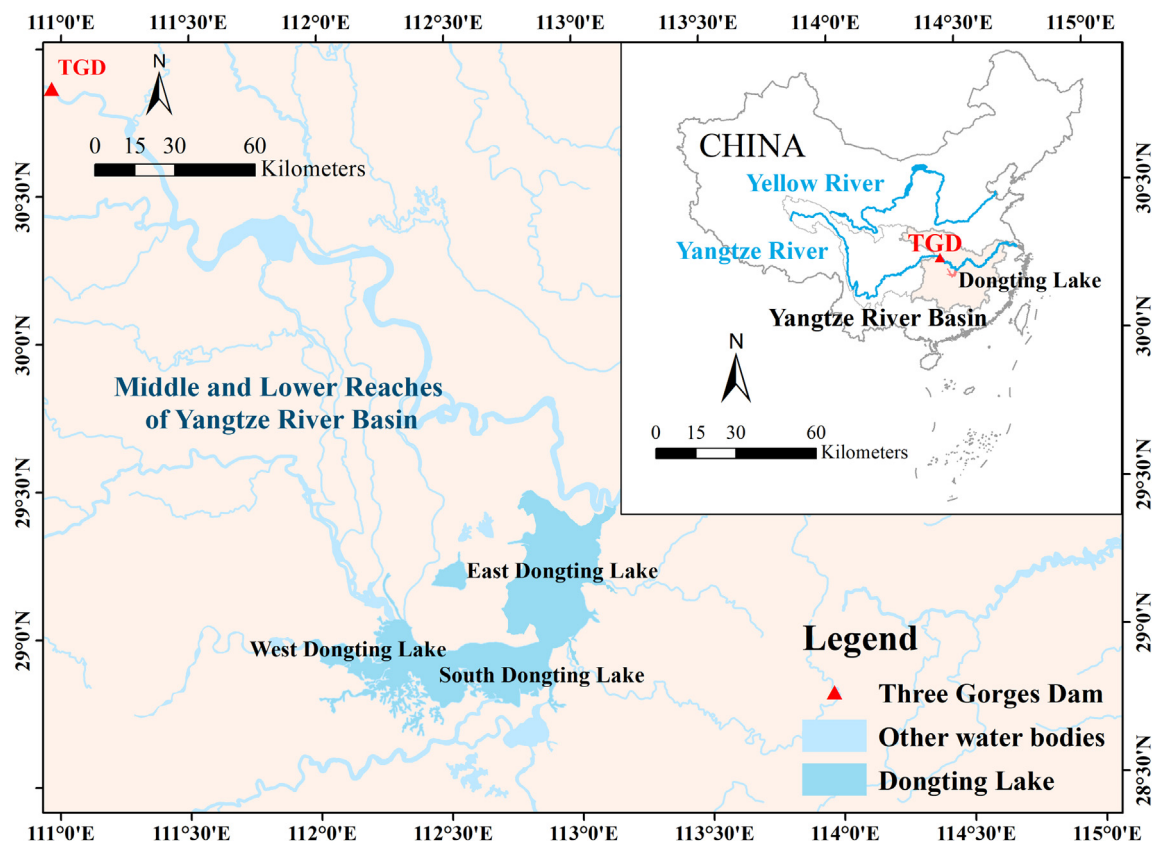 111°0'E 111°30'E 112°0'E 112°30'E 113°0'E 113°30'E 114°0'E 114°30'E 115°0'E
TGD
N
0 15 30 60
Kilometers
30°30'N
30°0'N
29°30'N
29°0'N
Middle and Lower Reaches
of Yangtze River Basin
East Dongting Lake
West Dongting Lake
South Dongting Lake
CHINA
Yellow River
Yangtze River
TGD
Dongting Lake
Yangtze River Basin
N
0 15 30 60
Kilometers
30°30'N
30°0'N
29°30'N
29°0'N
28°30'N
Legend
Three Gorges Dam
Other water bodies
Dongting Lake
111°0'E 111°30'E 112°0'E 112°30'E 113°0'E 113°30'E 114°0'E 114°30'E 115°0'E